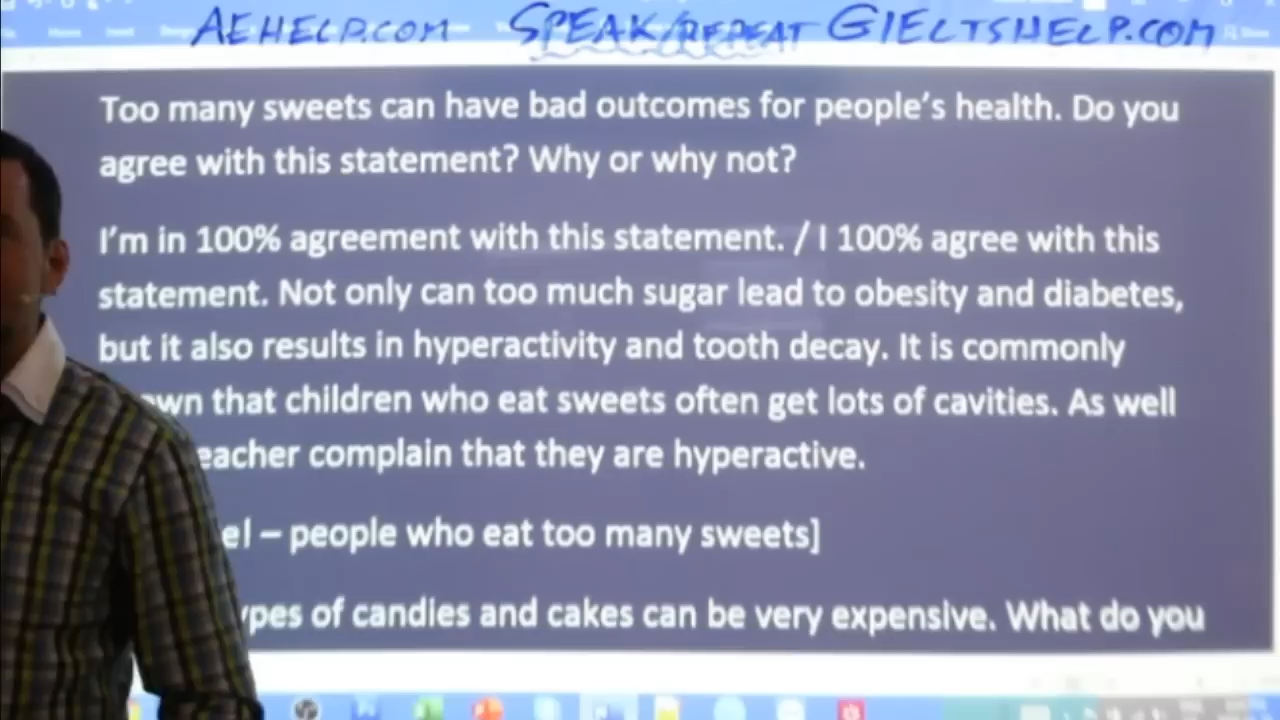 AEHELP.COM SPEAK/REPEAT GIELTSHELP.COM
Too many sweets can have bad outcomes for people's health. Do you
agree with this statement? Why or why not?
I'm in 100% agreement with this statement. / I 100% agree with this
statement. Not only can too much sugar lead to obesity and diabetes,
but it also results in hyperactivity and tooth decay. It is commonly
that children who eat sweets often get lots of cavities. As well
complain that they are hyperactive.
– people who eat too many sweets]
of candies and cakes can be very expensive. What do you